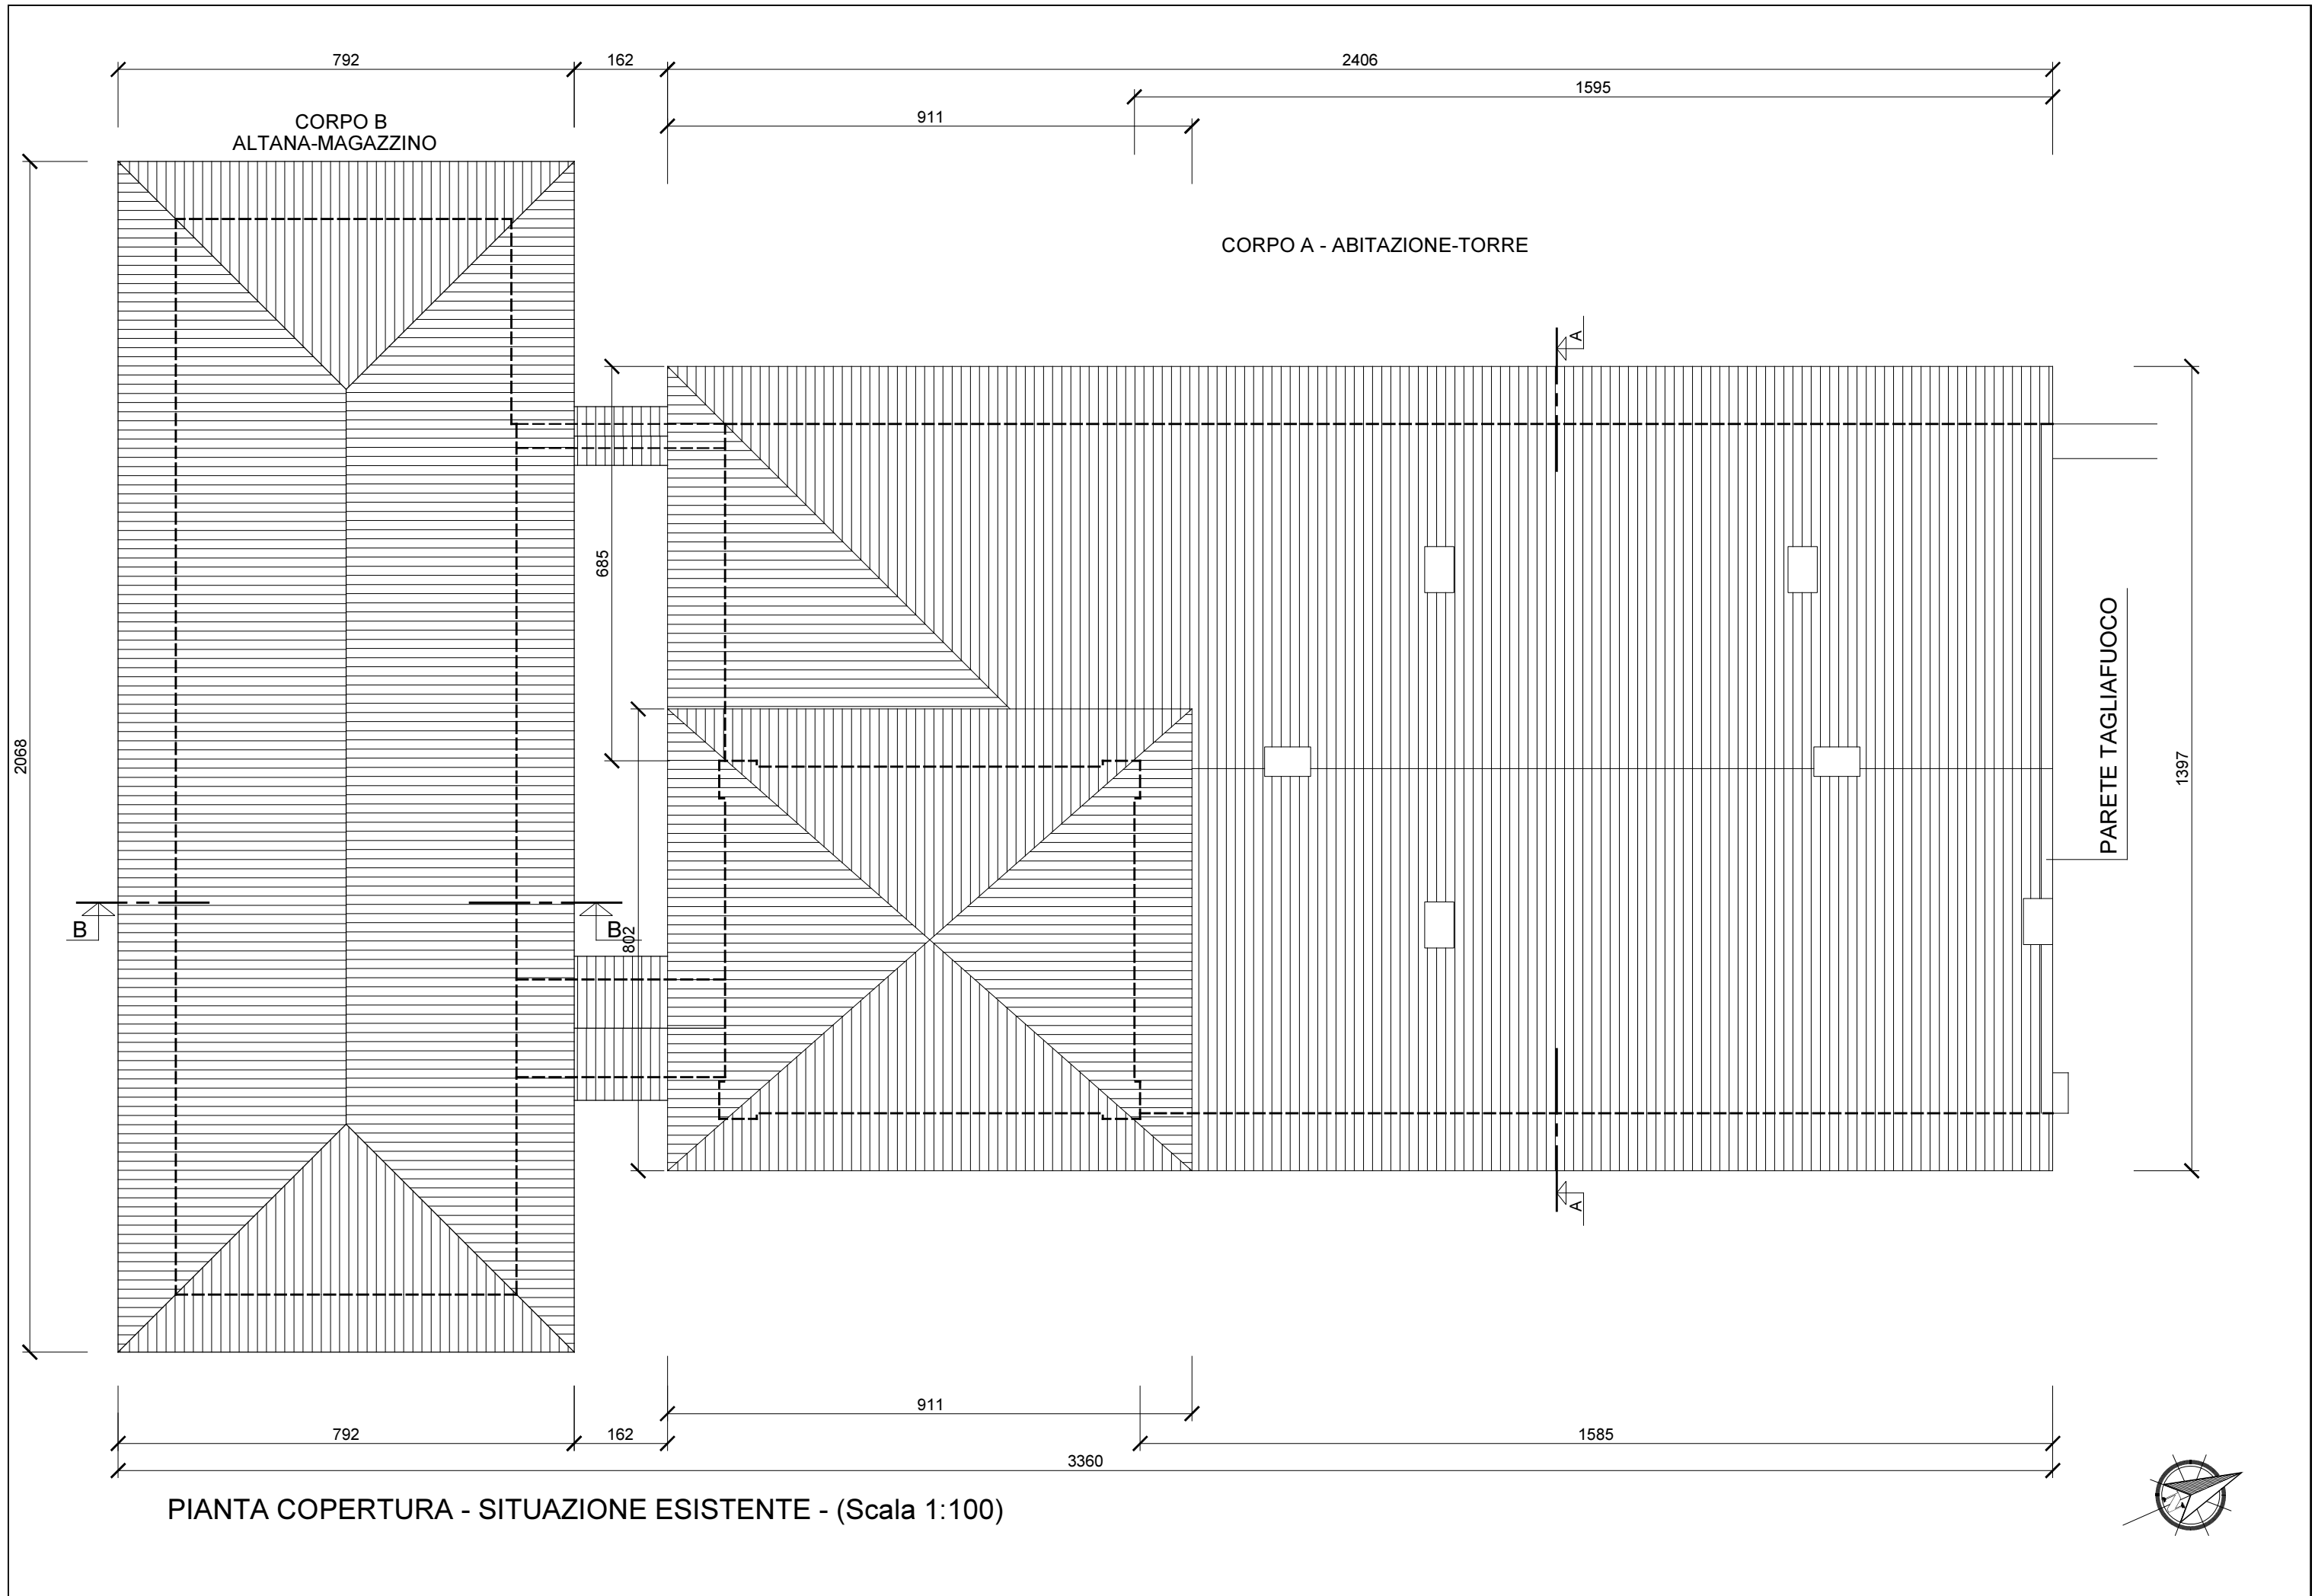 792
162
2406
1595
911
CORPO B
ALTANA-MAGAZZINO
CORPO A - ABITAZIONE-TORRE
A
685
PARETE TAGLIAFUOCO
2068
1397
B
B
802
A
911
792
162
1585
3360
PIANTA COPERTURA - SITUAZIONE ESISTENTE - (Scala 1:100)